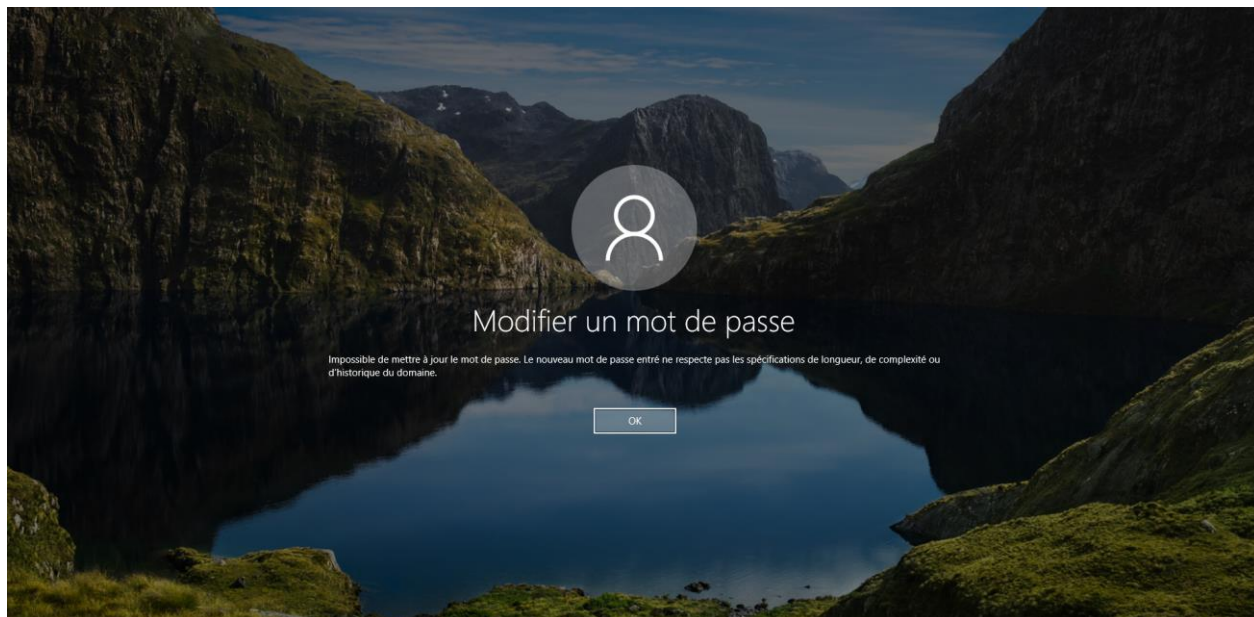 Modifier un mot de passe
Impossible de mettre à jour le mot de passe. Le nouveau mot de passe entré ne respecte pas les spécifications de longueur, de complexité ou
d'historique du domaine.
OK